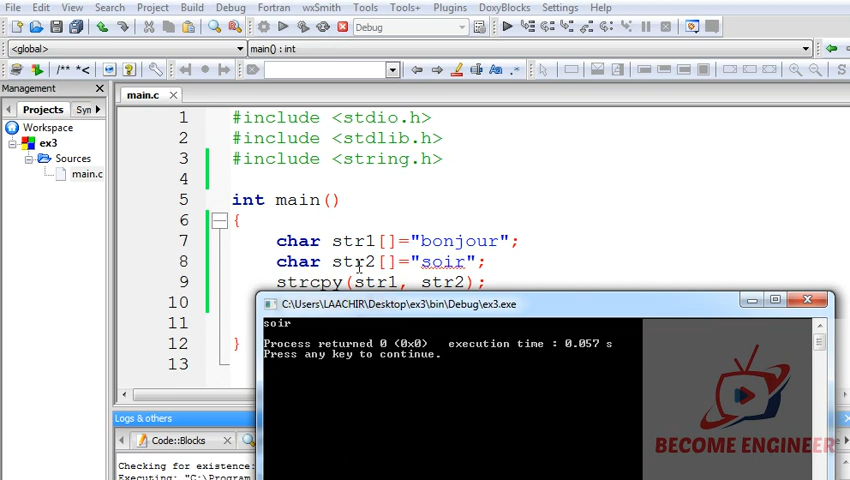 File Edit View Search Project Build Debug Fortran wxSmith Tools Tools+ Plugins DoxyBlocks Settings Help
Debug
<global> main() : int
/** *< Aa .*
Management
main.c
Projects Syn
1 #include <stdio.h>
Workspace
2 #include <stdlib.h>
ex3
3 #include <string.h>
Sources
4
main.c
5 int main()
6 {
7 char str1[]="bonjour";
8 char str2[]="soir";
9 strcpy(str1, str2);
10
11
12 }
13
C:\Users\LAACHIR\Desktop\ex3\bin\Debug\ex3.exe
soir
Process returned 0 (0x0) execution time : 0.057 s
Press any key to continue.
Logs & others
Code::Blocks
Checking for existence:
Executing: "C:\Program
BECOME ENGINEER